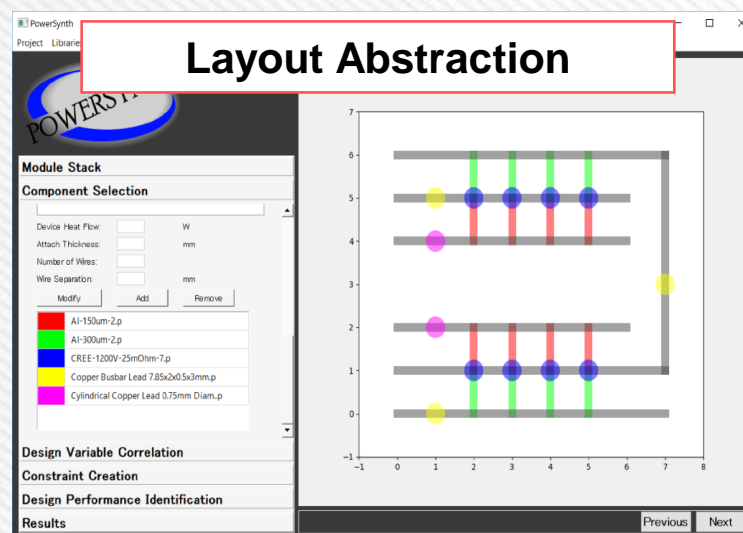 PowerSynth
Layout Abstraction
Project
Module Stack
Component Selection
Device Heat Flow: W
Attach Thickness: mm
Number of Wires:
Wire Separation: mm
Modify Add Remove
Al-150um-2.p
Al-300um-2.p
CREE-1200V-25mOhm-7.p
Copper Busbar Lead 7.85x2x0.5x3mm.p
Cylindrical Copper Lead 0.75mm Diam..p
Design Variable Correlation
Constraint Creation
Design Performance Identification
Results
7
6
5
4
3
2
1
0
−1
−1 0 1 2 3 4 5 6 7 8
Previous Next